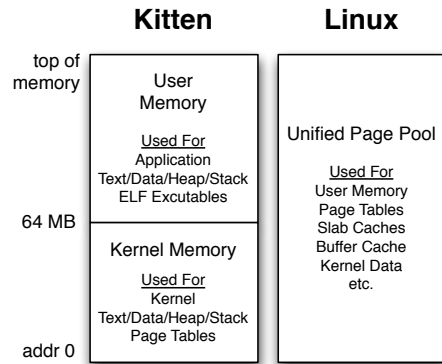 Kitten
Linux
top of
memory
User
Memory
Used For
Application
Text/Data/Heap/Stack
ELF Excutables
64 MB
Kernel Memory
Used For
Kernel
Text/Data/Heap/Stack
Page Tables
addr 0
Unified Page Pool
Used For
User Memory
Page Tables
Slab Caches
Buffer Cache
Kernel Data
etc.